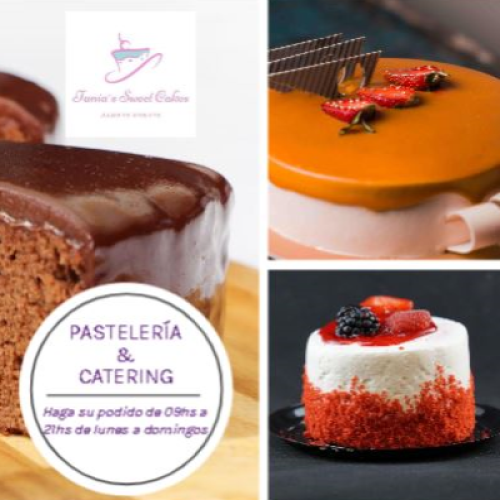 Tania's Sweet Cakes
PASTELERÍA
&
CATERING
Haga su podido de 09hs a
21hs de lunes a domingos